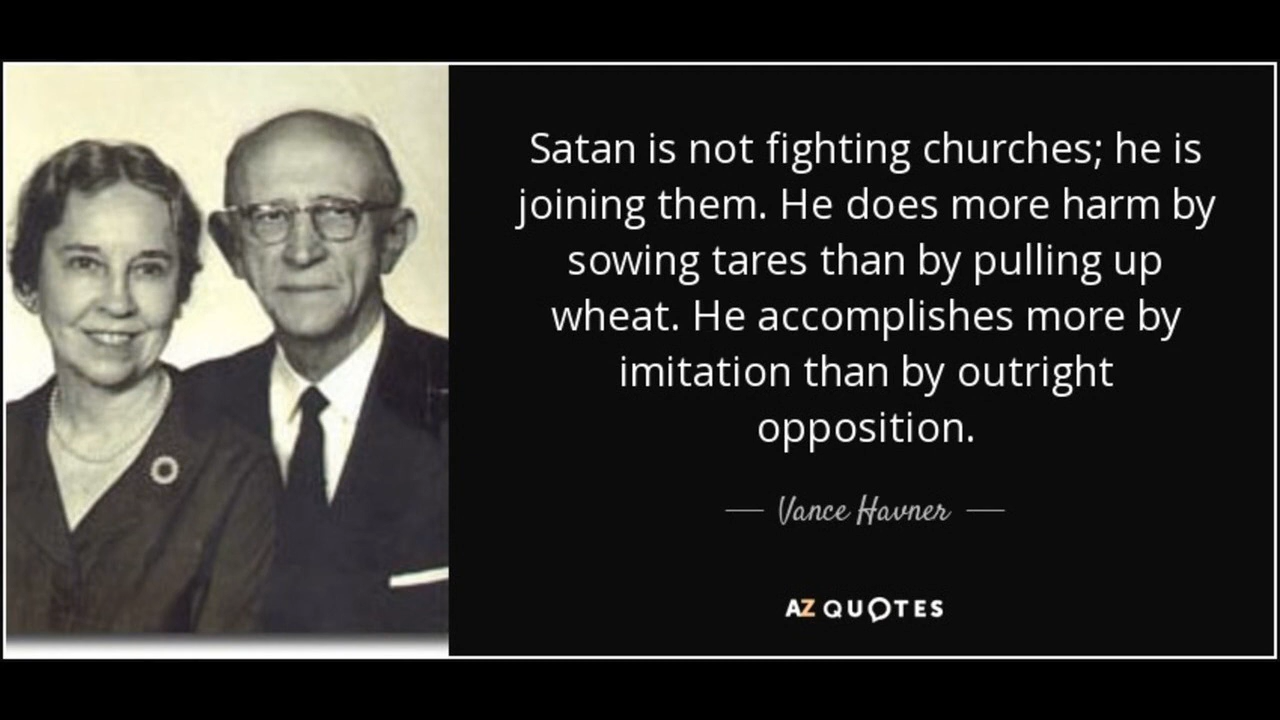 Satan is not fighting churches; he is
joining them. He does more harm by
sowing tares than by pulling up
wheat. He accomplishes more by
imitation than by outright
opposition.
Vance Havner
AZ QUOTES